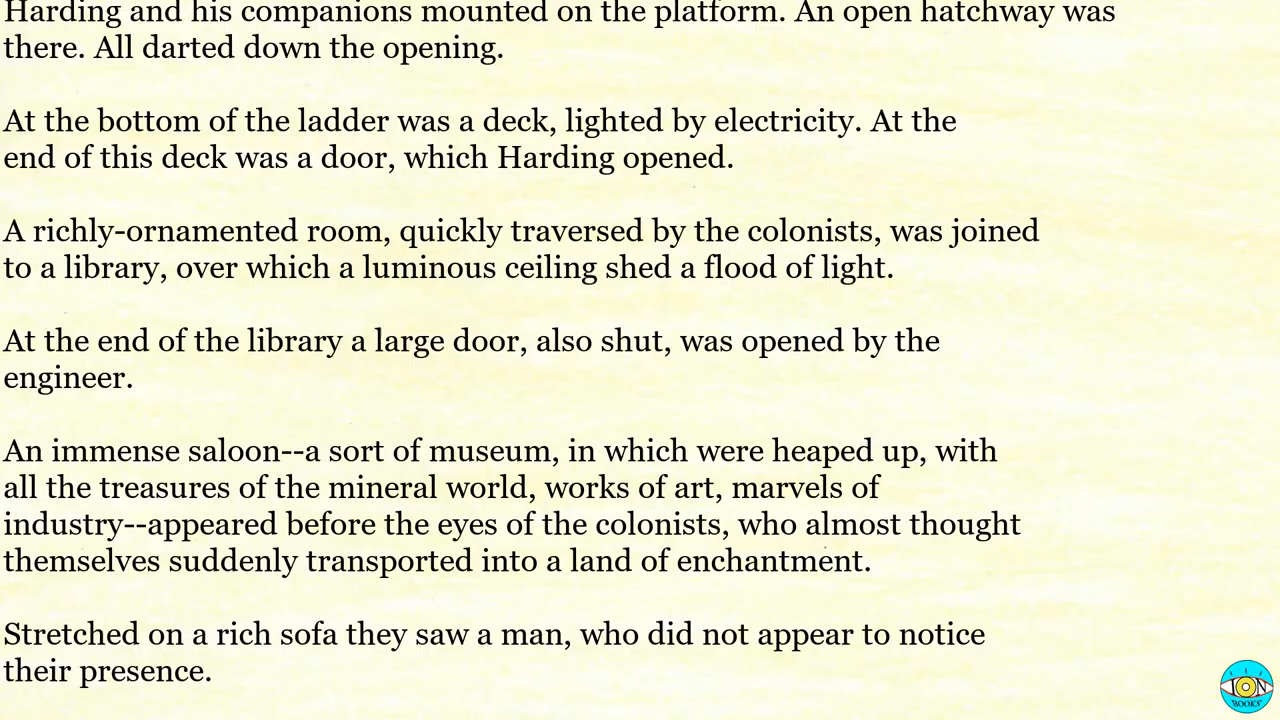 Harding and his companions mounted on the platform. An open hatchway was
there. All darted down the opening.
At the bottom of the ladder was a deck, lighted by electricity. At the
end of this deck was a door, which Harding opened.
A richly-ornamented room, quickly traversed by the colonists, was joined
to a library, over which a luminous ceiling shed a flood of light.
At the end of the library a large door, also shut, was opened by the
engineer.
An immense saloon--a sort of museum, in which were heaped up, with
all the treasures of the mineral world, works of art, marvels of
industry--appeared before the eyes of the colonists, who almost thought
themselves suddenly transported into a land of enchantment.
Stretched on a rich sofa they saw a man, who did not appear to notice
their presence.
ION
BOOKS